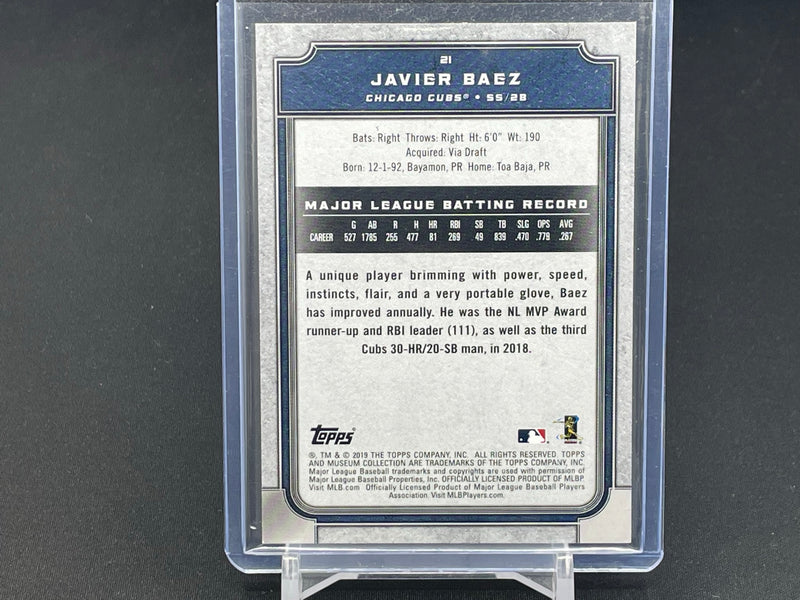 21
JAVIER BAEZ
CHICAGO CUBS® • SS/2B
Bats: Right Throws: Right Ht: 6'0" Wt: 190
Acquired: Via Draft
Born: 12-1-92, Bayamon, PR Home: Toa Baja, PR
MAJOR LEAGUE BATTING RECORD
G AB R H HR RBI SB TB SLG OPS AVG
CAREER 527 1785 255 477 81 269 49 839 .470 .779 .267
A unique player brimming with power, speed,
instincts, flair, and a very portable glove, Baez
has improved annually. He was the NL MVP Award
runner-up and RBI leader (111), as well as the third
Cubs 30-HR/20-SB man, in 2018.
Topps
®, TM & © 2019 THE TOPPS COMPANY, INC. ALL RIGHTS RESERVED. TOPPS
AND MUSEUM COLLECTION ARE TRADEMARKS OF THE TOPPS COMPANY, INC.
Major League Baseball trademarks and copyrights are used with permission of
Major League Baseball Properties, Inc. OFFICIALLY LICENSED PRODUCT OF MLBP.
Visit MLB.com Officially Licensed Product of Major League Baseball Players
Association. Visit MLBPlayers.com.